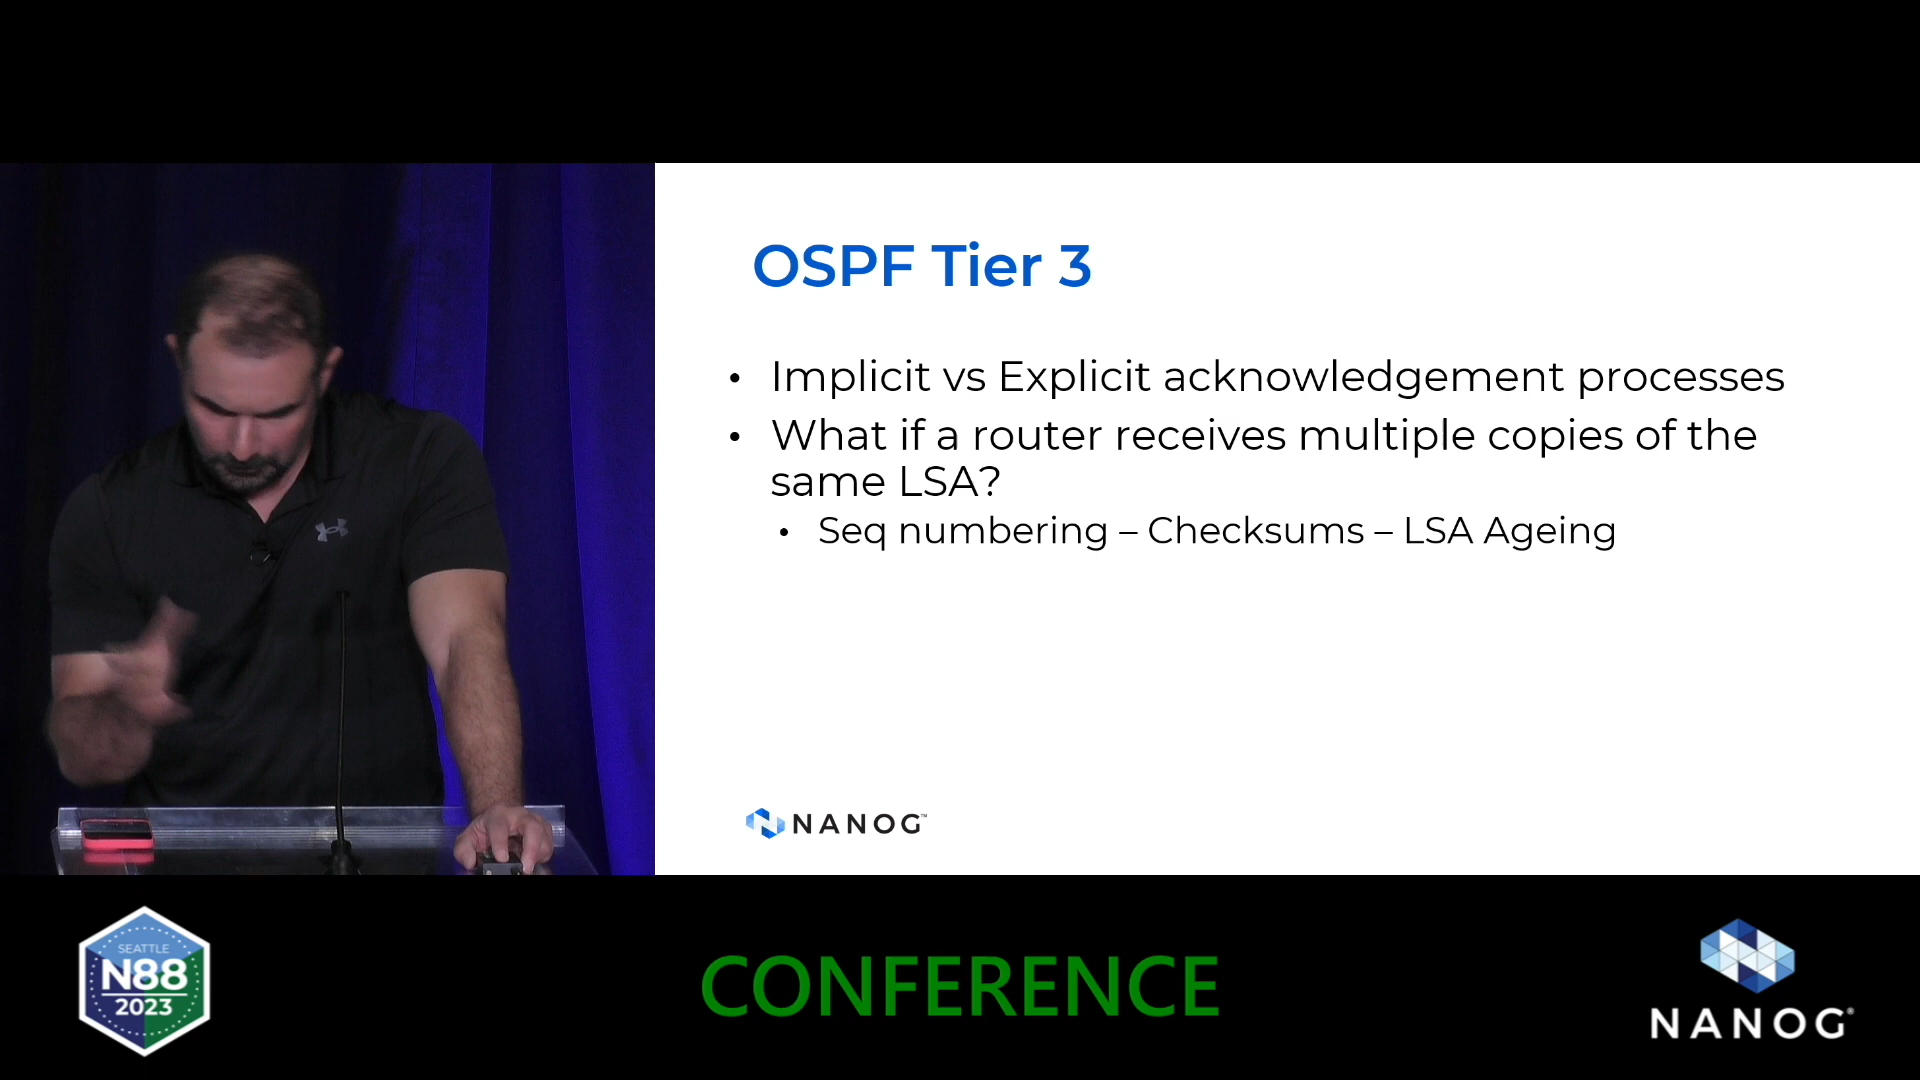 OSPF Tier 3
• Implicit vs Explicit acknowledgement processes
• What if a router receives multiple copies of the
same LSA?
• Seq numbering – Checksums – LSA Ageing
NANOG™
SEATTLE
N88
2023
CONFERENCE
NANOG®